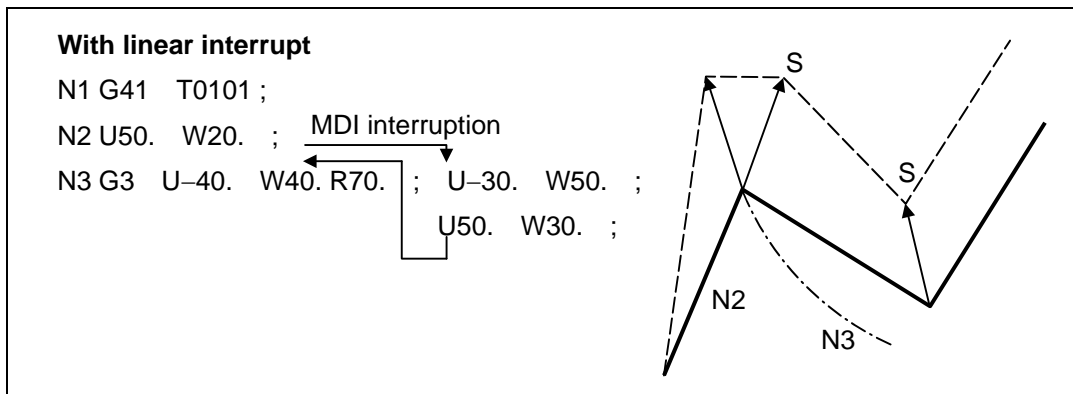 With linear interrupt
N1 G41 T0101 ;
N2 U50. W20. ; MDI interruption
N3 G3 U−40. W40. R70. ; U−30. W50. ;
U50. W30. ;
S
S
N2
N3